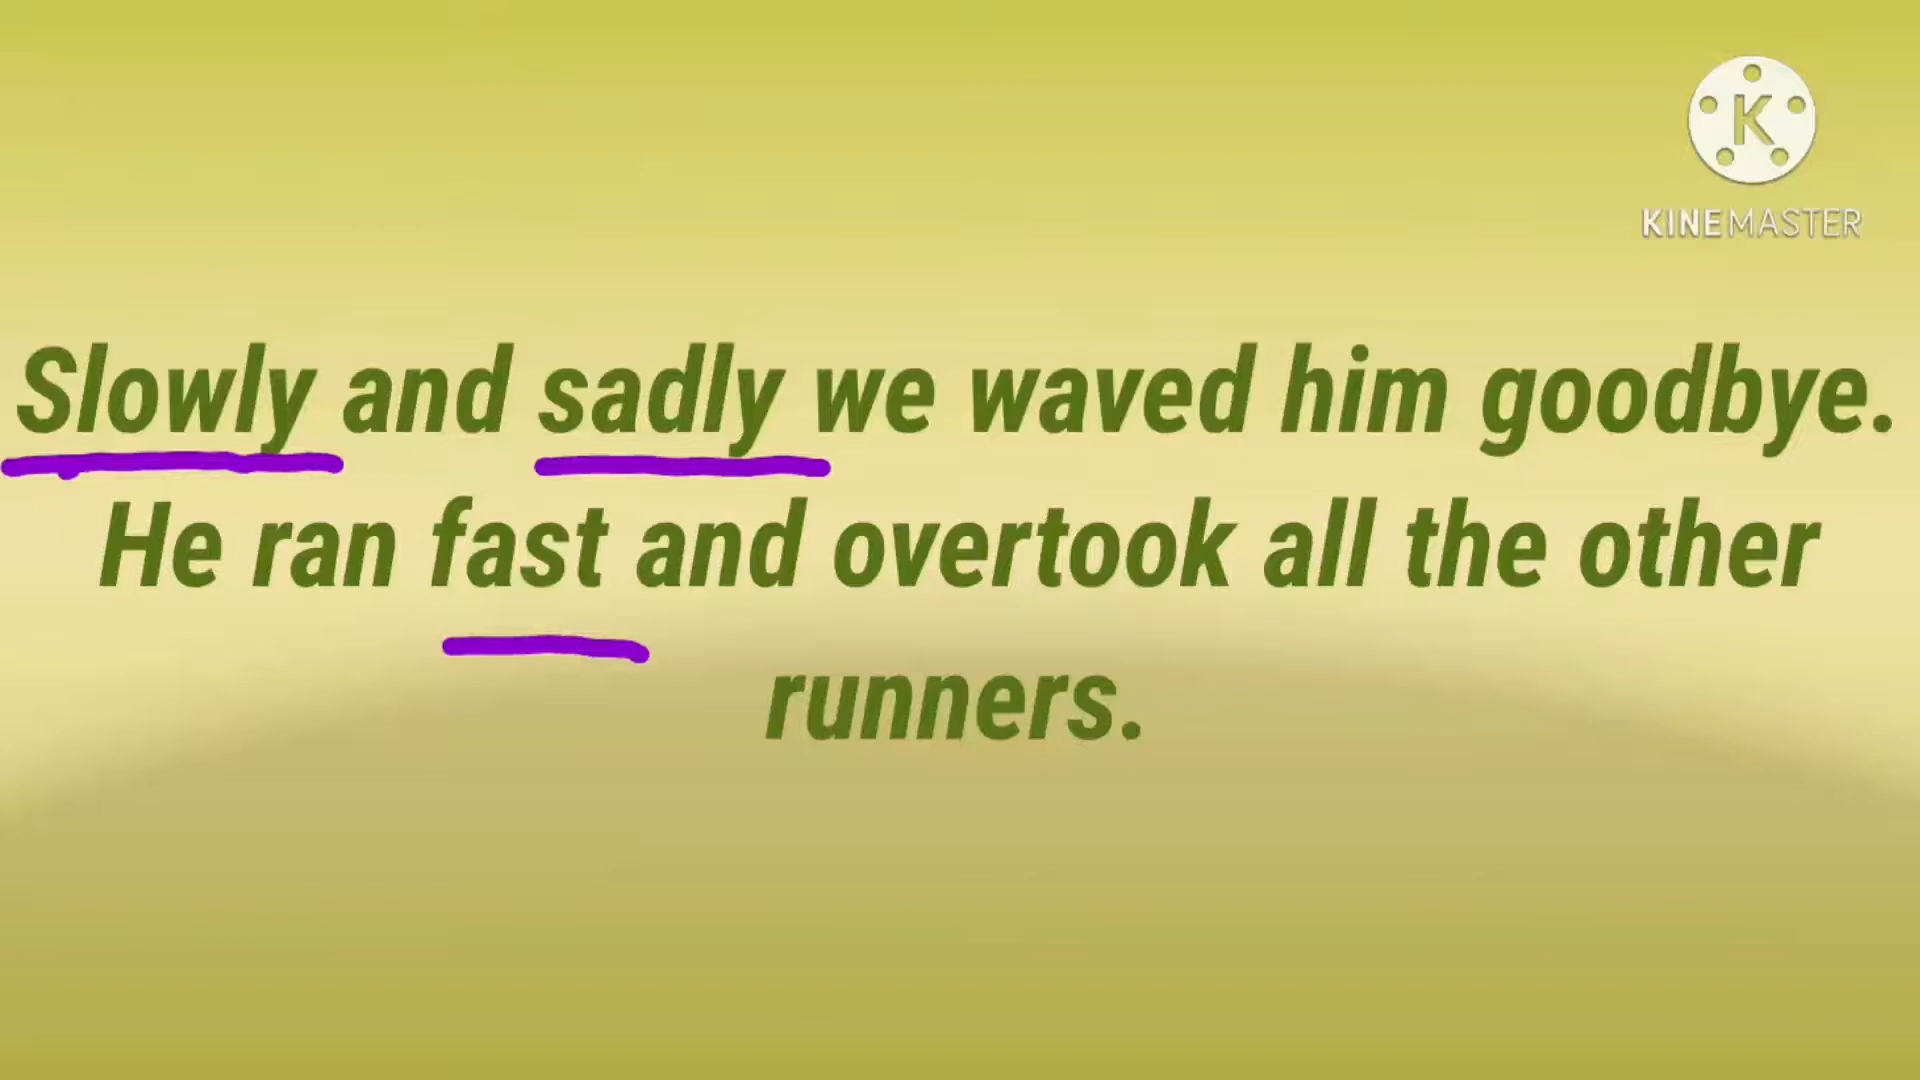 K
KINEMASTER
Slowly and sadly we waved him goodbye.
He ran fast and overtook all the other
runners.